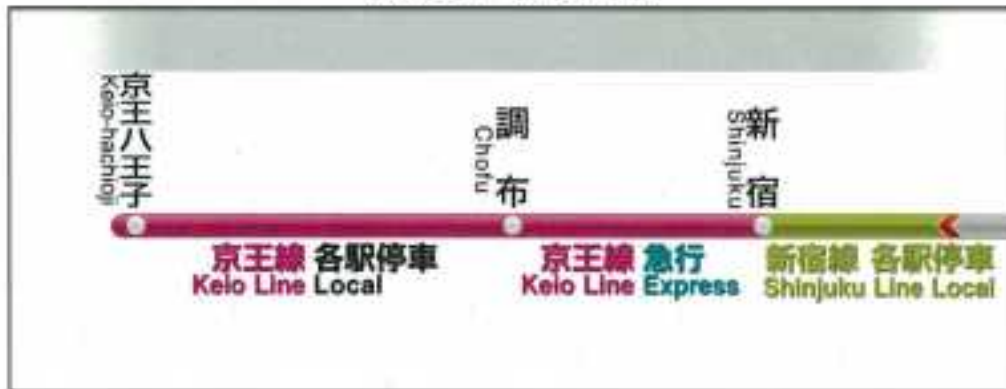 京王八王子
Keio-hachioji
調布
Chofu
新宿
Shinjuku
京王線 各駅停車
Keio Line Local
京王線 急行
Keio Line Express
新宿線 各駅停車
Shinjuku Line Local